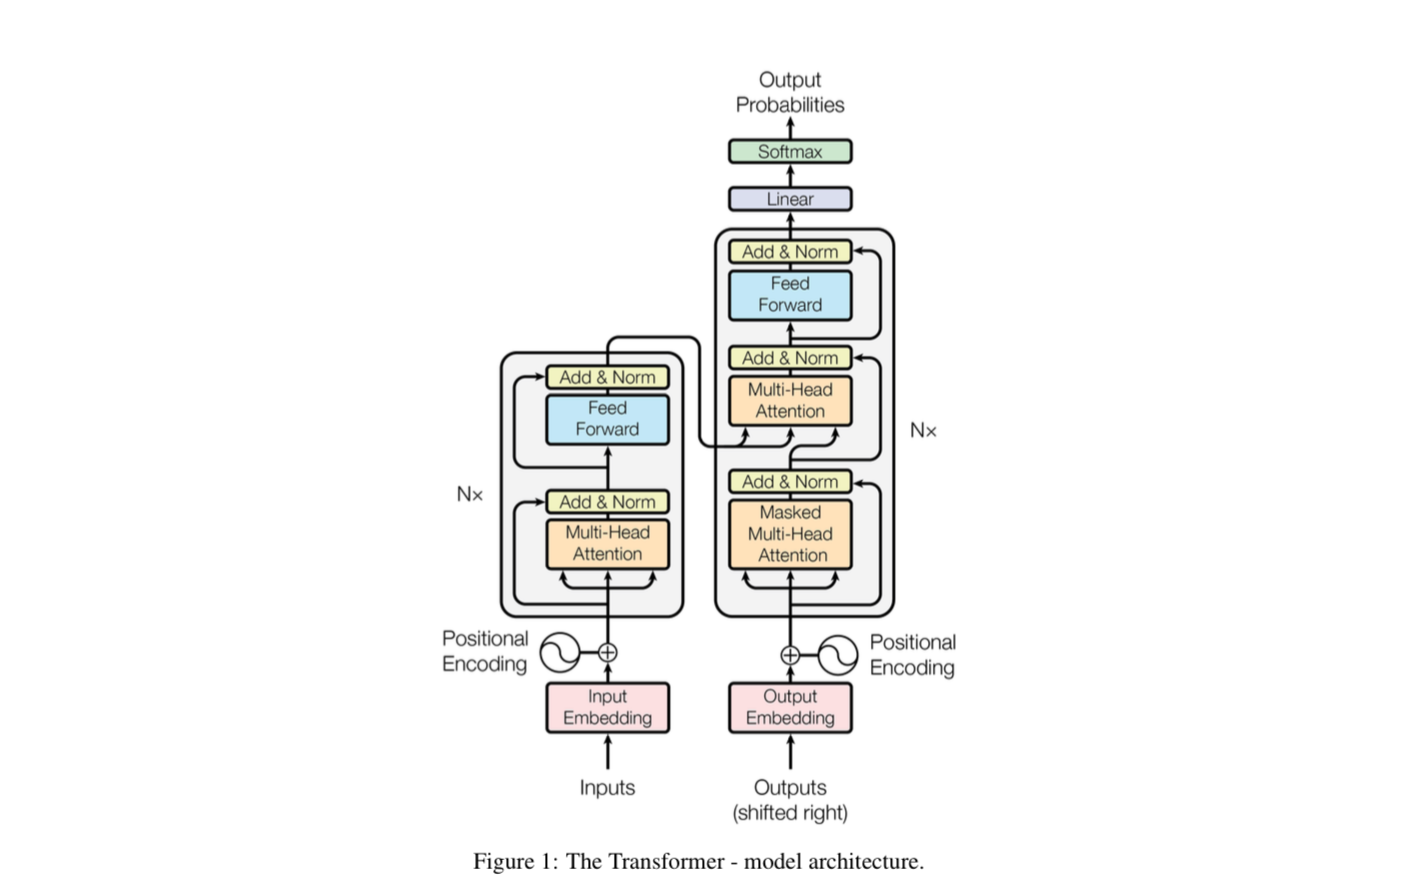 Output
Probabilities
Softmax
Linear
Add & Norm
Feed
Forward
Add & Norm
Multi-Head
Attention
Nx
Add & Norm
Masked
Multi-Head
Attention
Add & Norm
Feed
Forward
Nx
Add & Norm
Multi-Head
Attention
Positional
Encoding
Positional
Encoding
Input
Embedding
Output
Embedding
Inputs
Outputs
(shifted right)
Figure 1: The Transformer - model architecture.